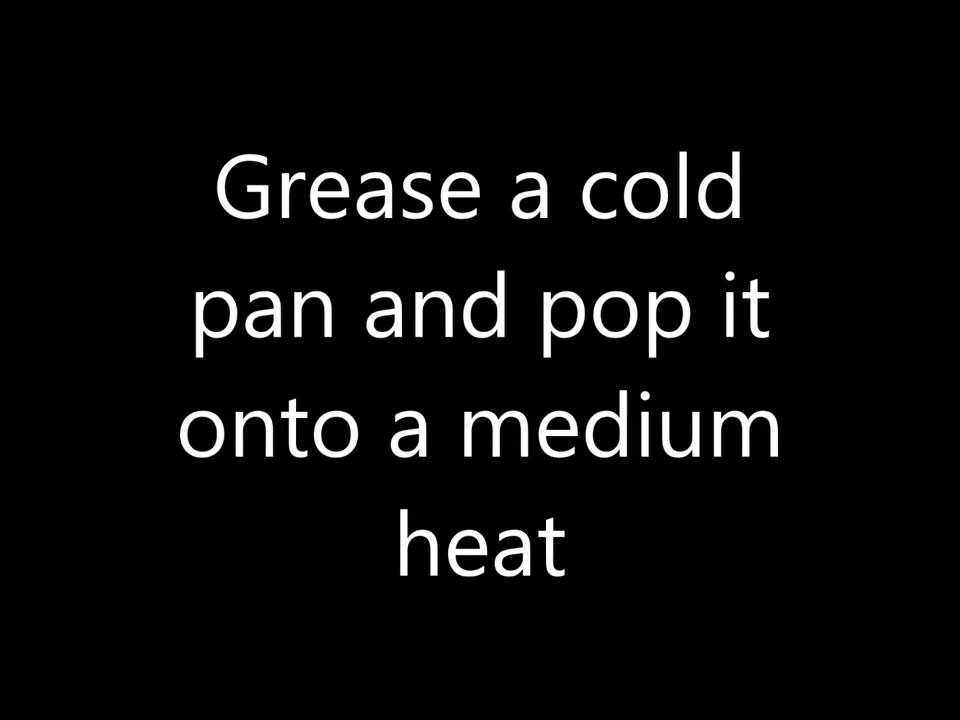 Grease a cold
pan and pop it
onto a medium
heat